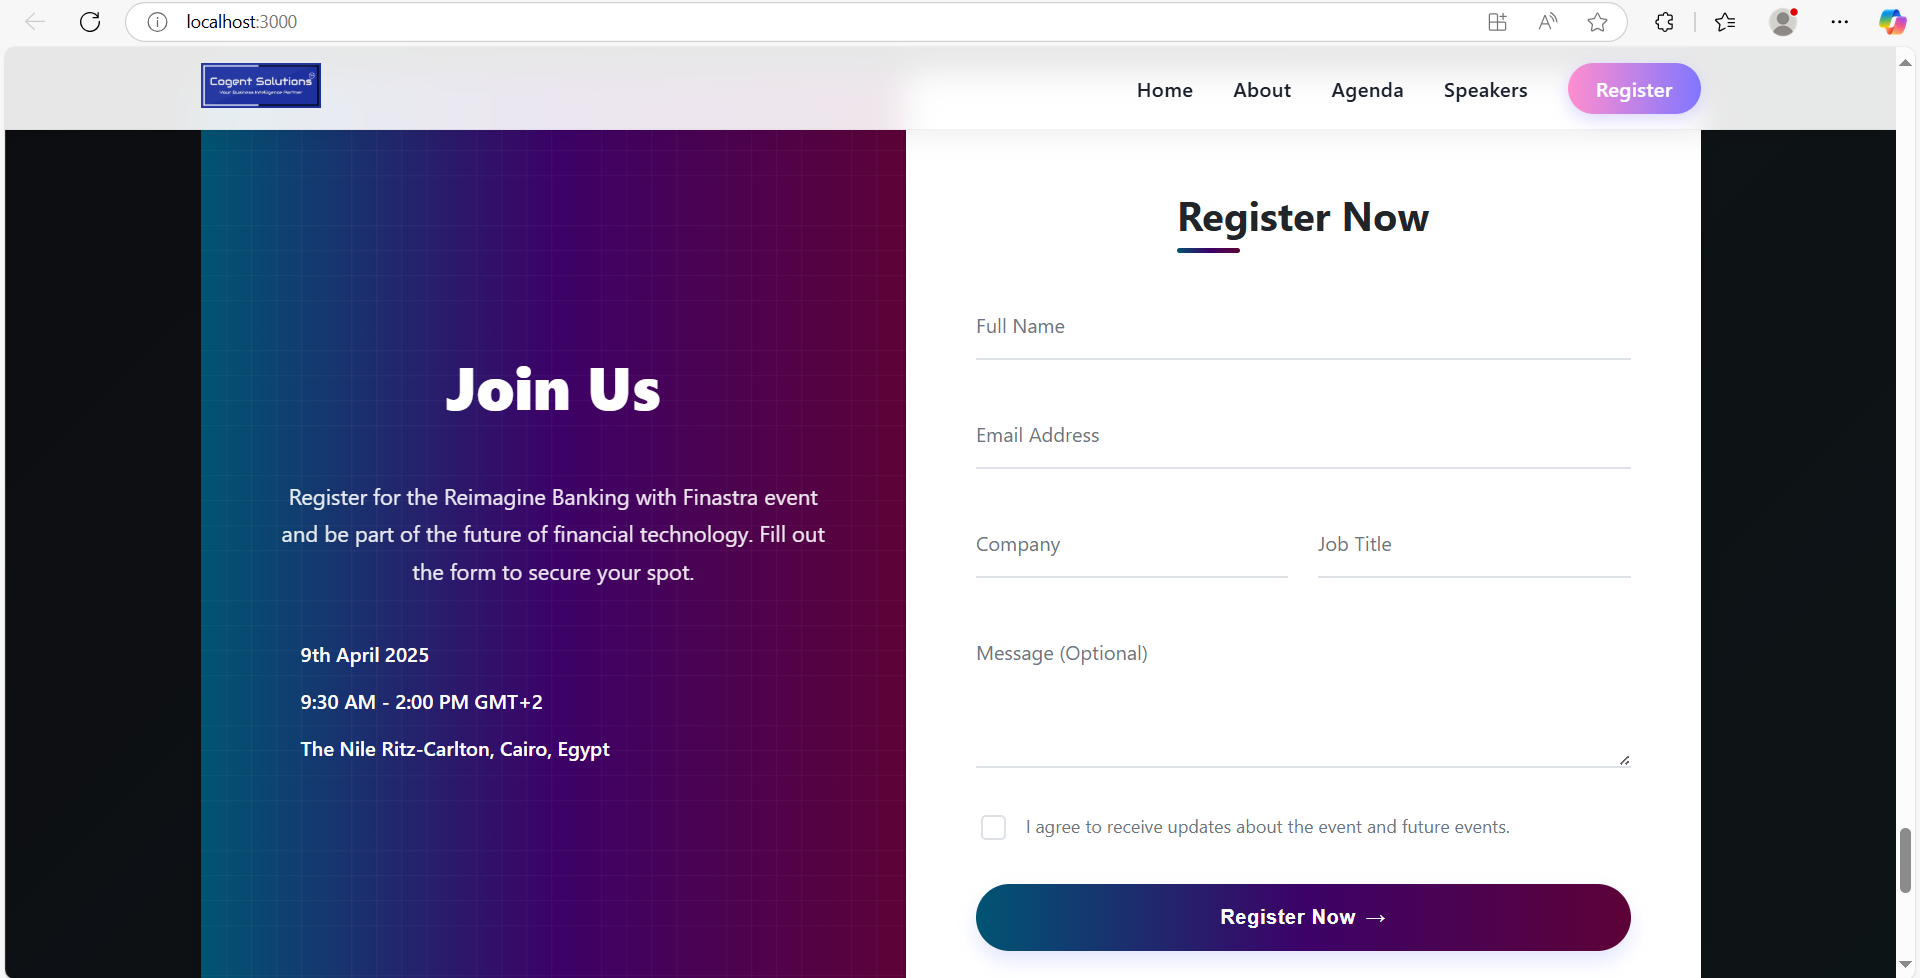 localhost:3000
Cogent Solutions
Your Business Intelligence Partner
Home About Agenda Speakers Register
Join Us
Register for the Reimagine Banking with Finastra event
and be part of the future of financial technology. Fill out
the form to secure your spot.
9th April 2025
9:30 AM - 2:00 PM GMT+2
The Nile Ritz-Carlton, Cairo, Egypt
Register Now
Full Name
Email Address
Company Job Title
Message (Optional)
I agree to receive updates about the event and future events.
Register Now →